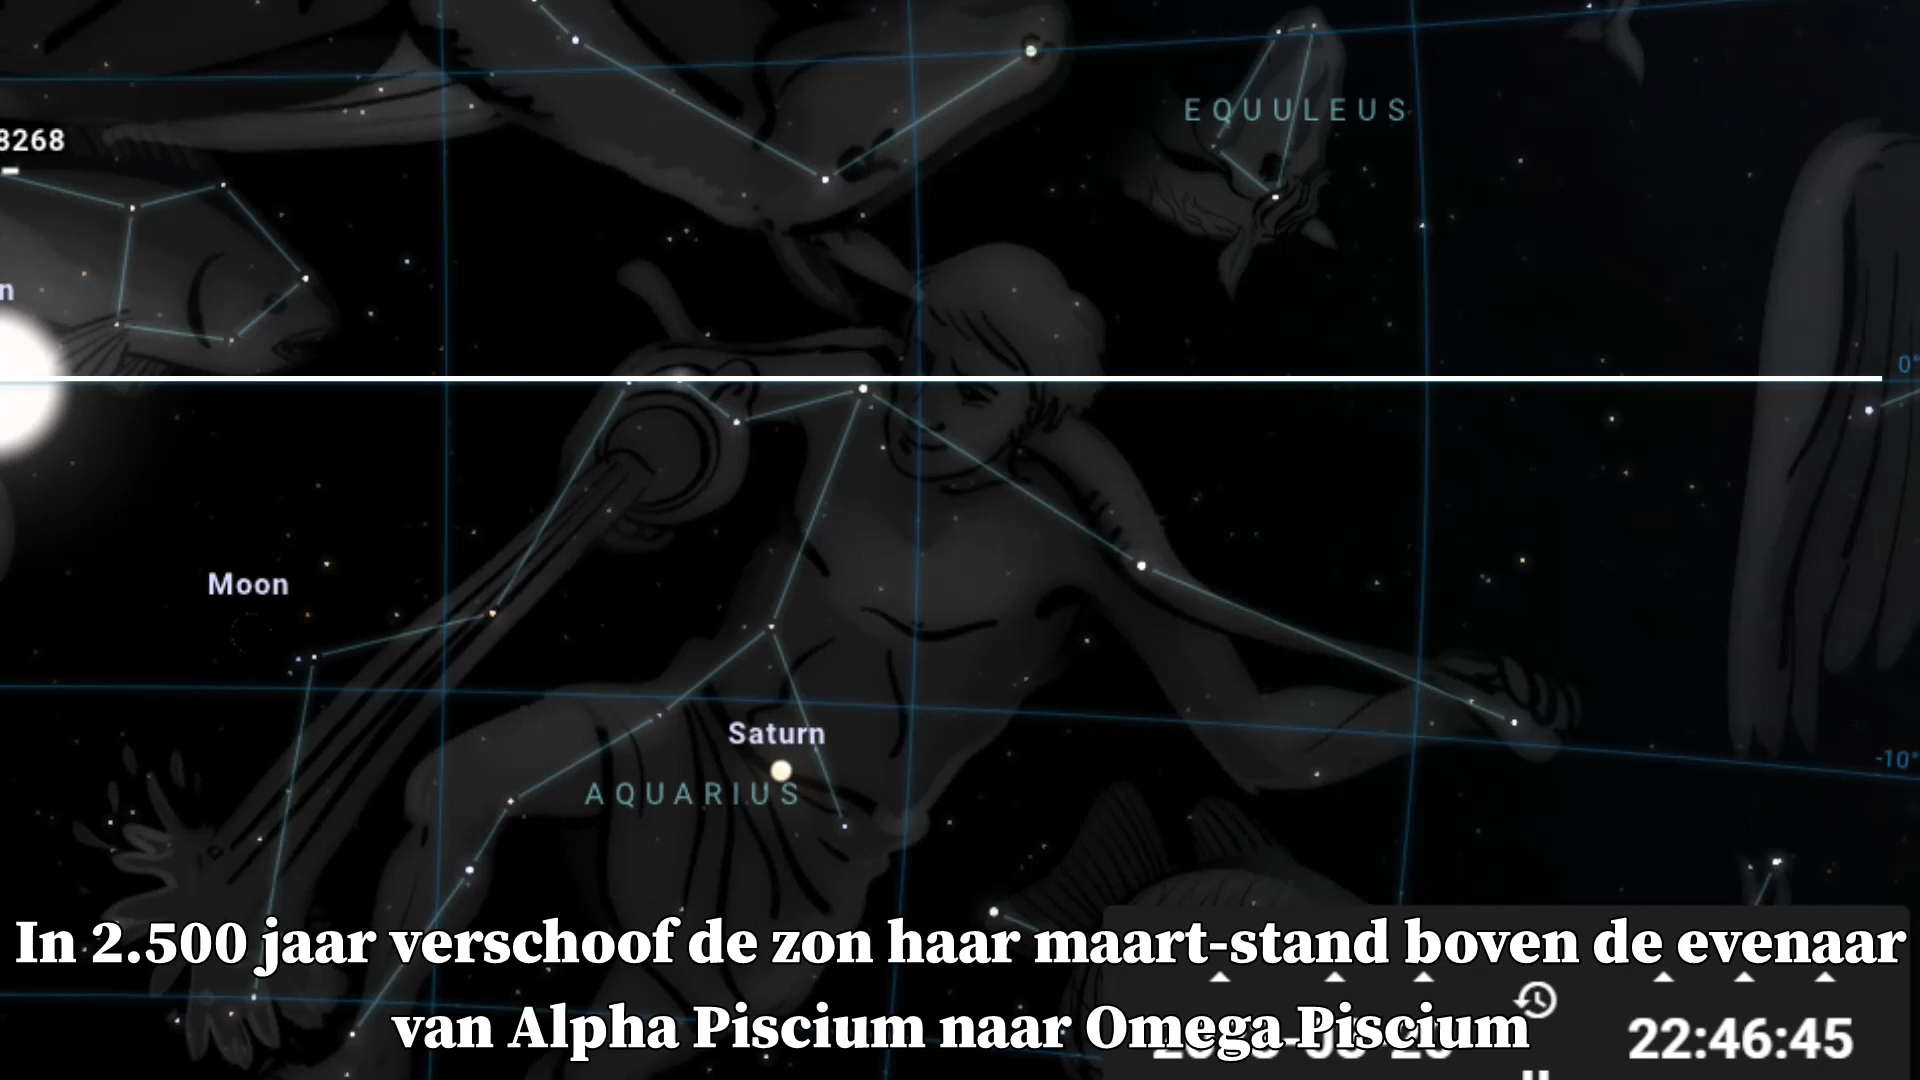 EQUULEUS
8268
n
0°
Moon
Saturn
AQUARIUS
-10°
In 2.500 jaar verschoof de zon haar maart-stand boven de evenaar
van Alpha Piscium naar Omega Piscium
22:46:45